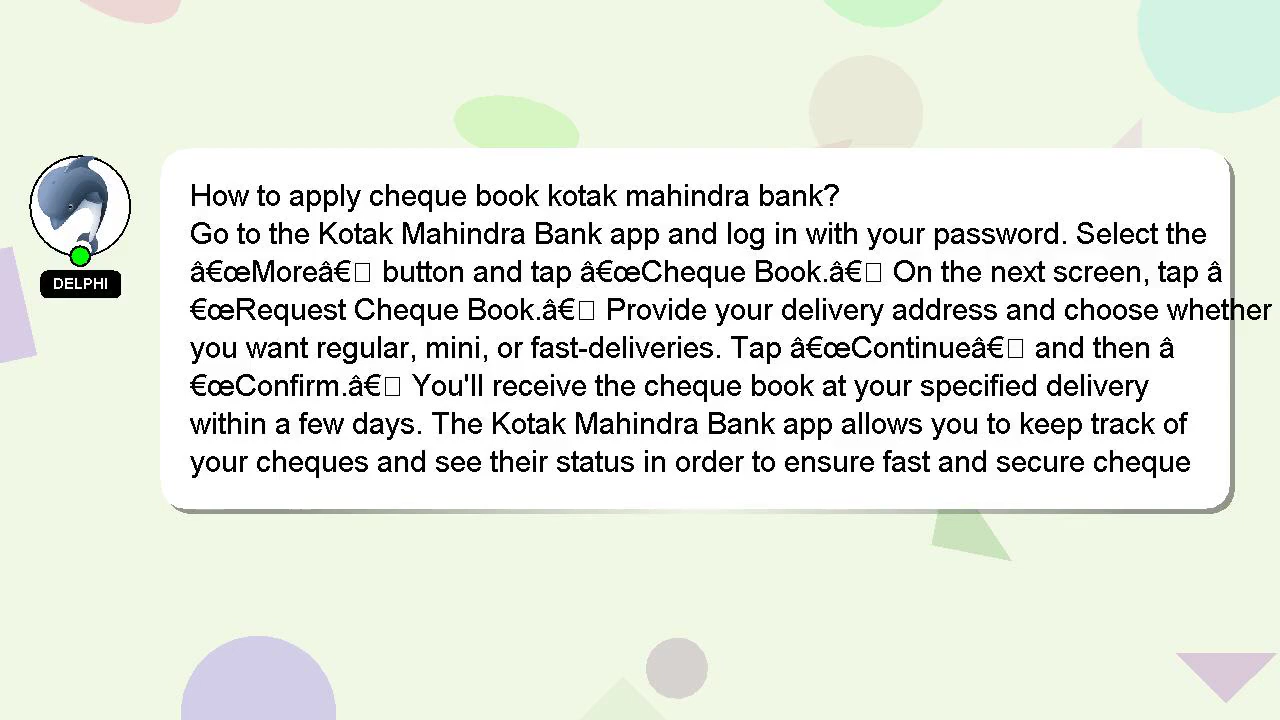 How to apply cheque book kotak mahindra bank?
Go to the Kotak Mahindra Bank app and log in with your password. Select the
â€œMoreâ€□ button and tap â€œCheque Book.â€□ On the next screen, tap â
€œRequest Cheque Book.â€□ Provide your delivery address and choose whether
you want regular, mini, or fast-deliveries. Tap â€œContinueâ€□ and then â
€œConfirm.â€□ You'll receive the cheque book at your specified delivery
within a few days. The Kotak Mahindra Bank app allows you to keep track of
your cheques and see their status in order to ensure fast and secure cheque
DELPHI